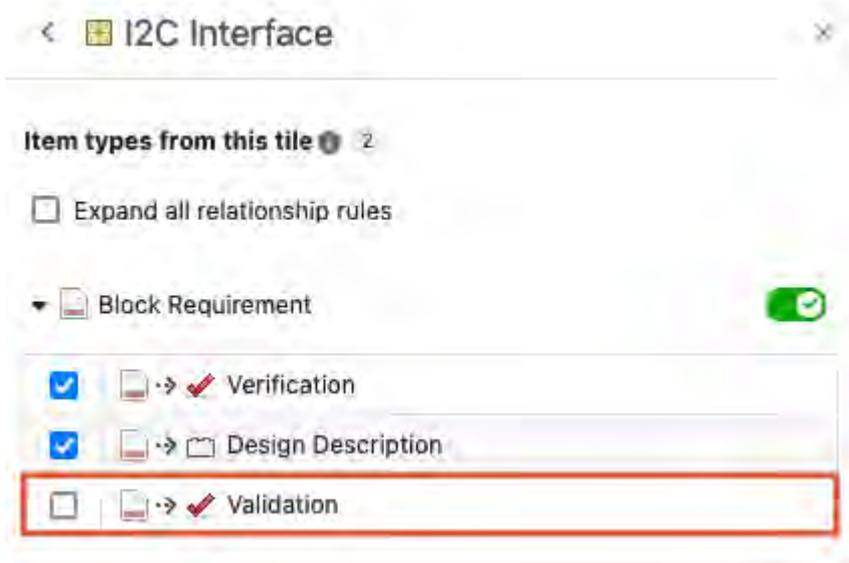 I2C Interface
Item types from this tile 2
Expand all relationship rules
Block Requirement
Verification
Design Description
Validation